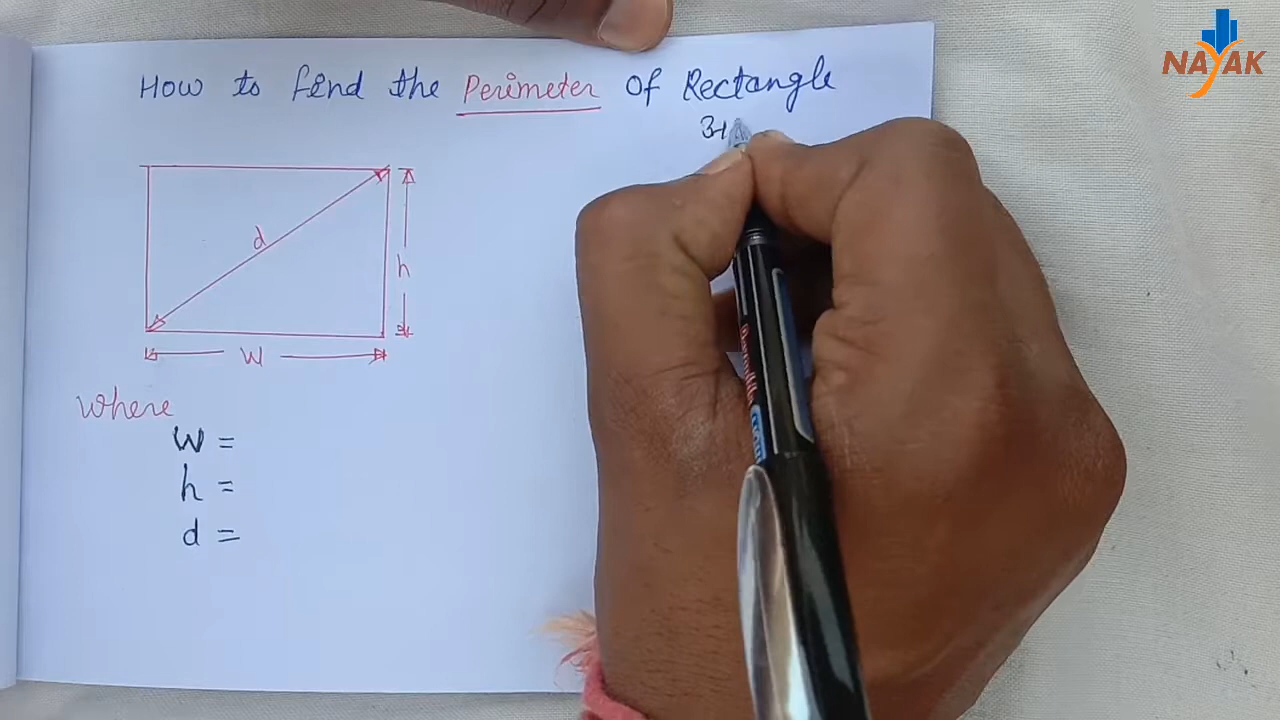 NAYAK
How to find the Perimeter of Rectangle
d
h
W
where
W =
h =
d =